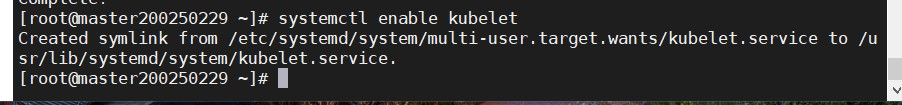 Complete!
[root@master200250229 ~]# systemctl enable kubelet
Created symlink from /etc/systemd/system/multi-user.target.wants/kubelet.service to /u
sr/lib/systemd/system/kubelet.service.
[root@master200250229 ~]#